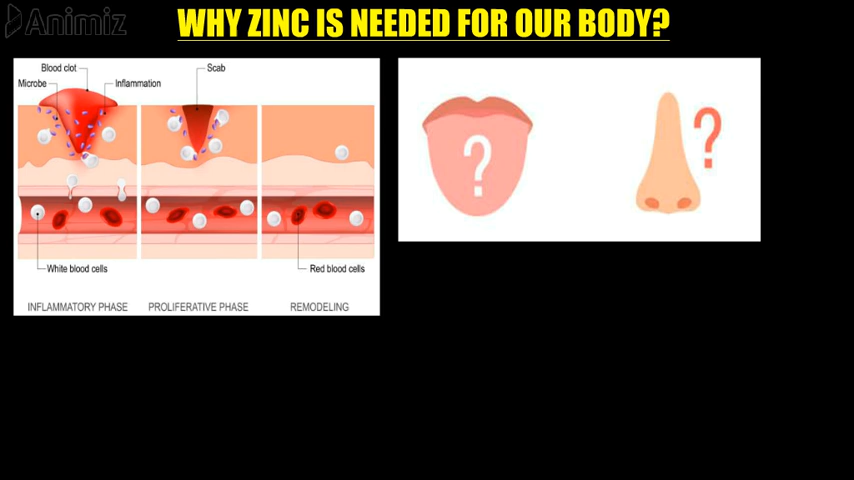 Animiz
WHY ZINC IS NEEDED FOR OUR BODY?
Blood clot
Microbe
Inflammation
Scab
White blood cells
Red blood cells
INFLAMMATORY PHASE
PROLIFERATIVE PHASE
REMODELING
?
?